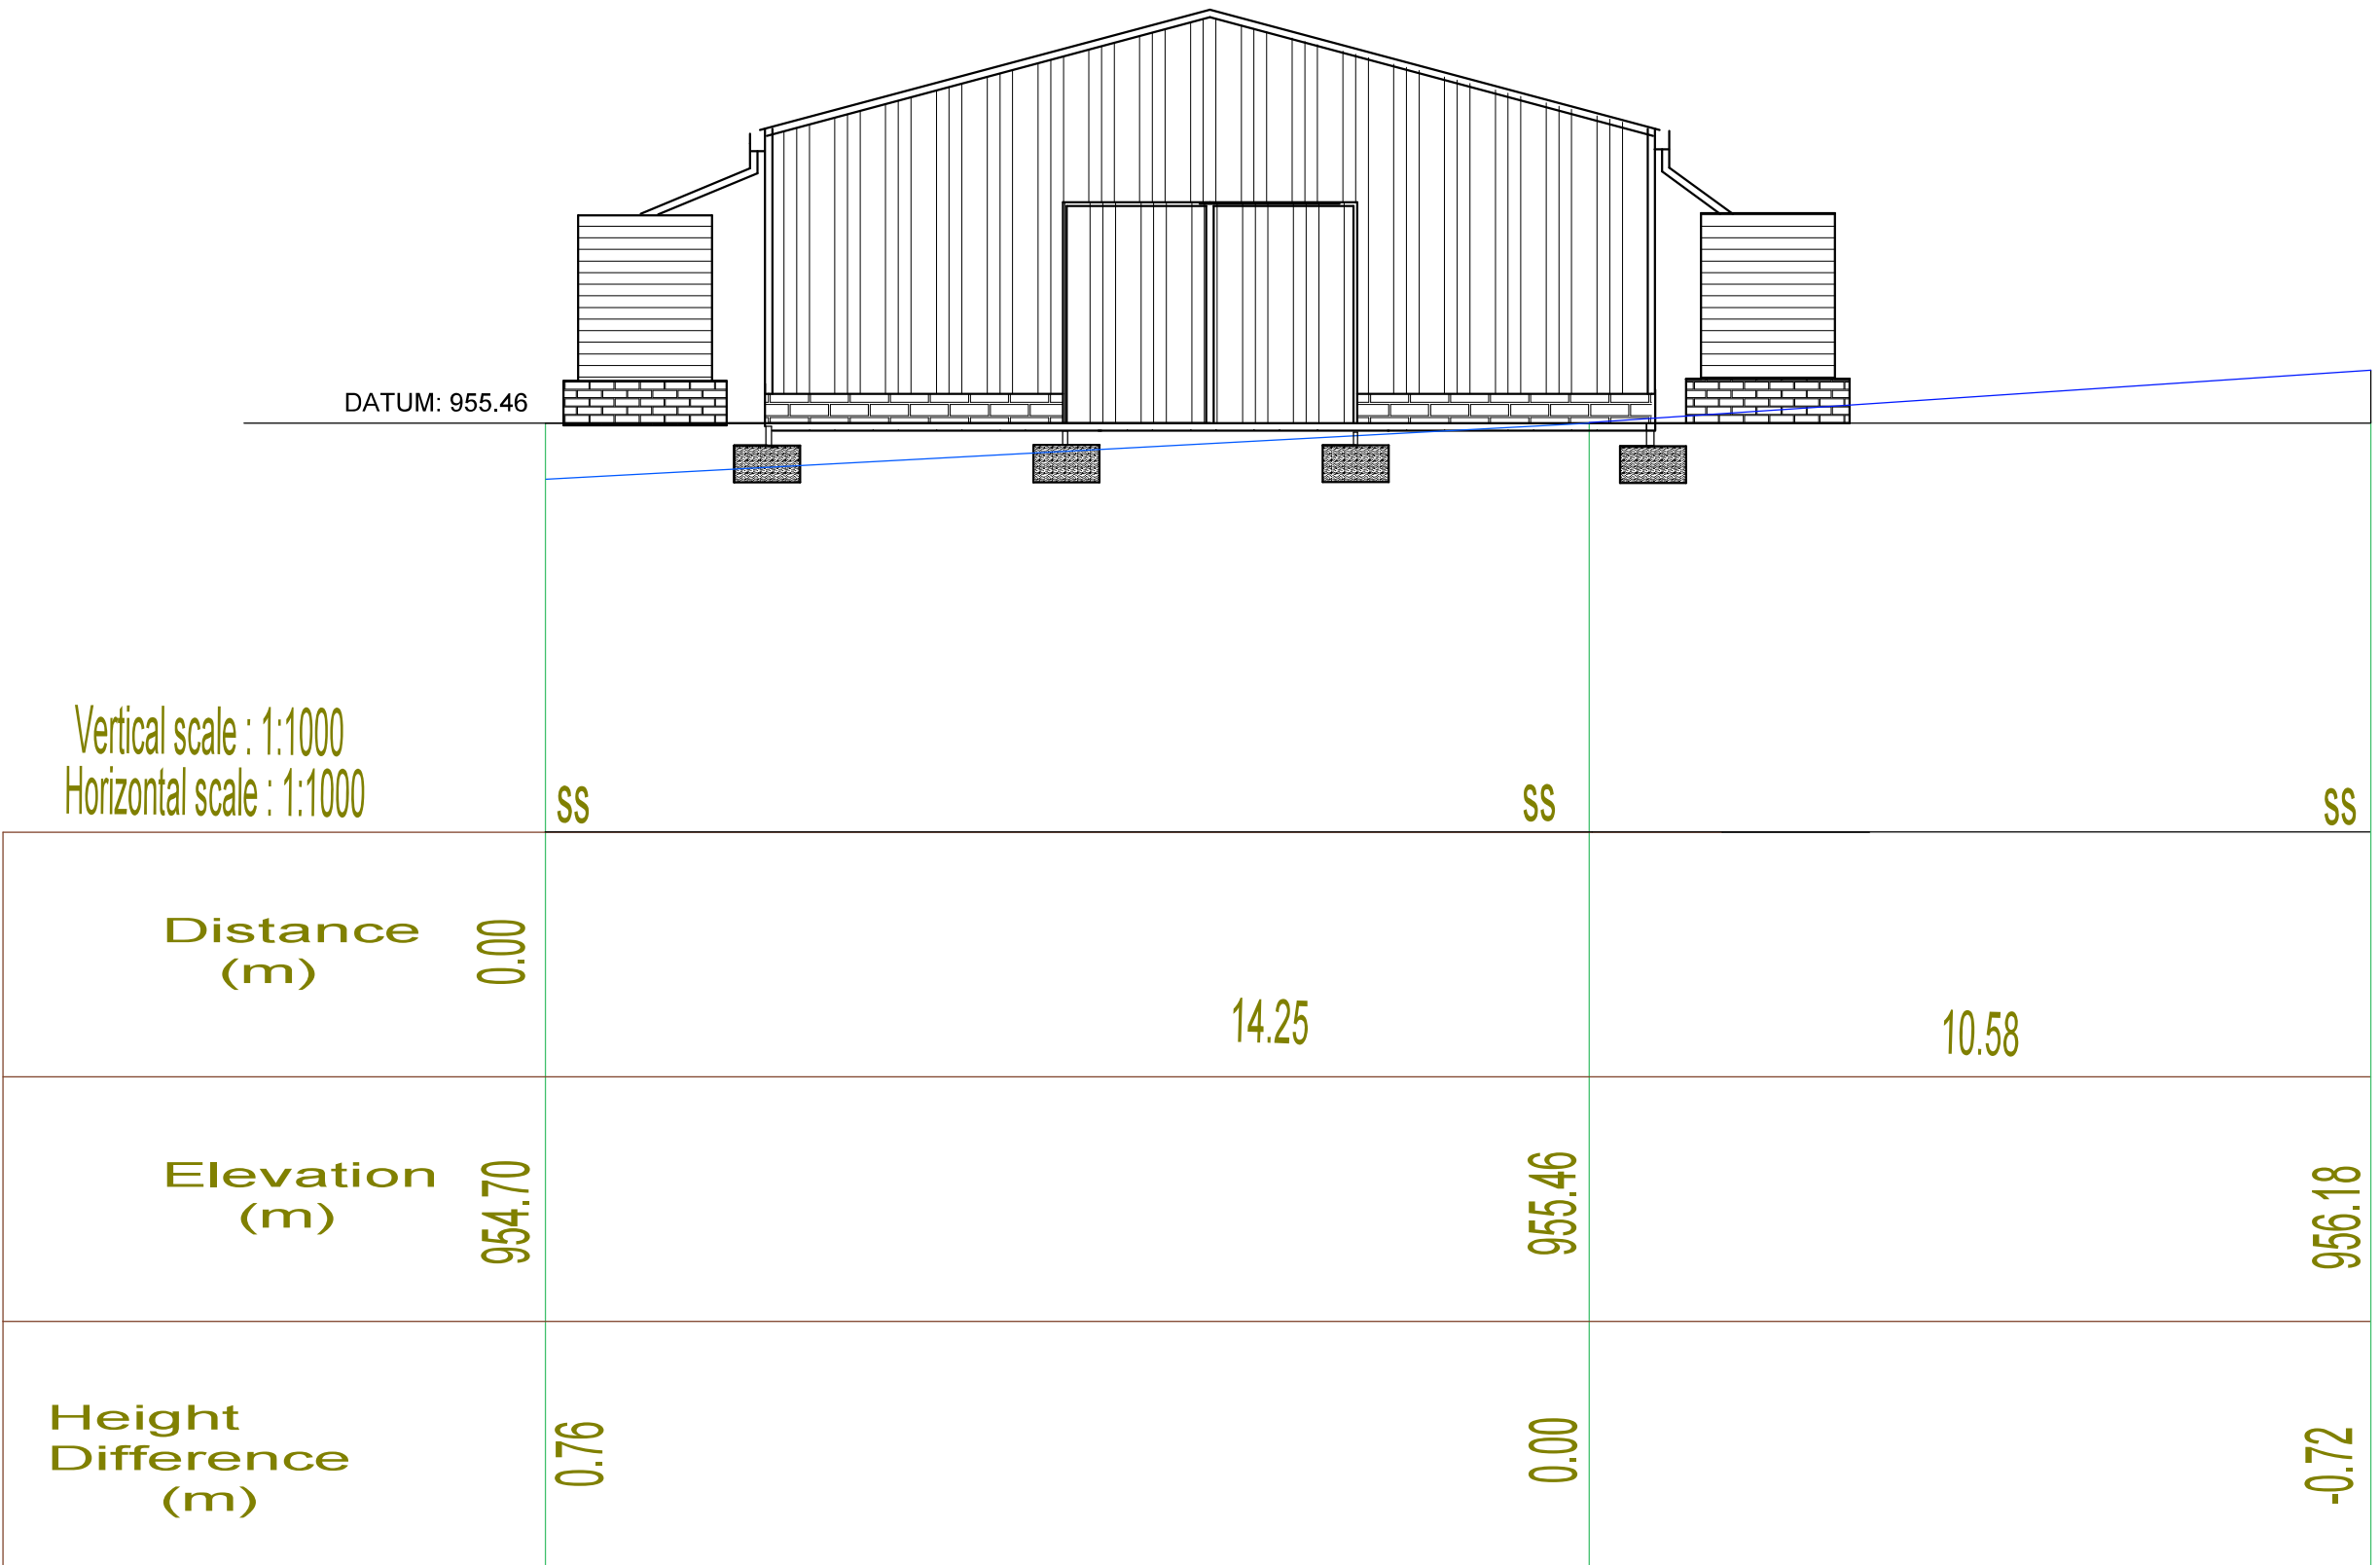 DATUM: 955.46
Vertical scale : 1:1000
Horizontal scale : 1:1000
ss
ss
ss
Distance
(m)
0.00
14.25
10.58
Elevation
(m)
954.70
955.46
956.18
Height
Difference
(m)
0.76
0.00
-0.72